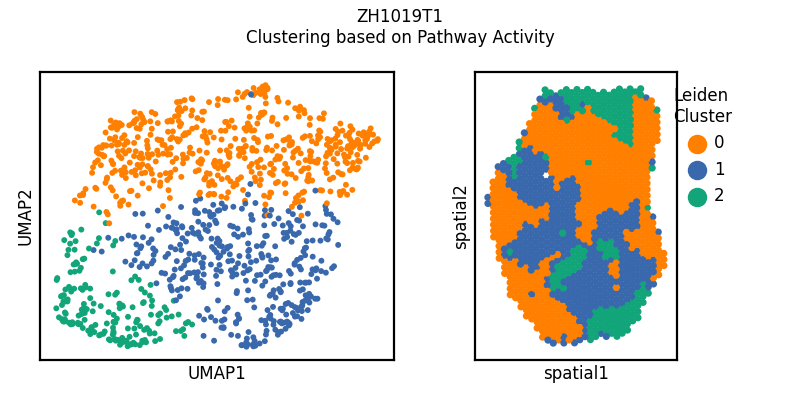 ZH1019T1
Clustering based on Pathway Activity
UMAP2
UMAP1
spatial2
spatial1
Leiden
Cluster
0
1
2